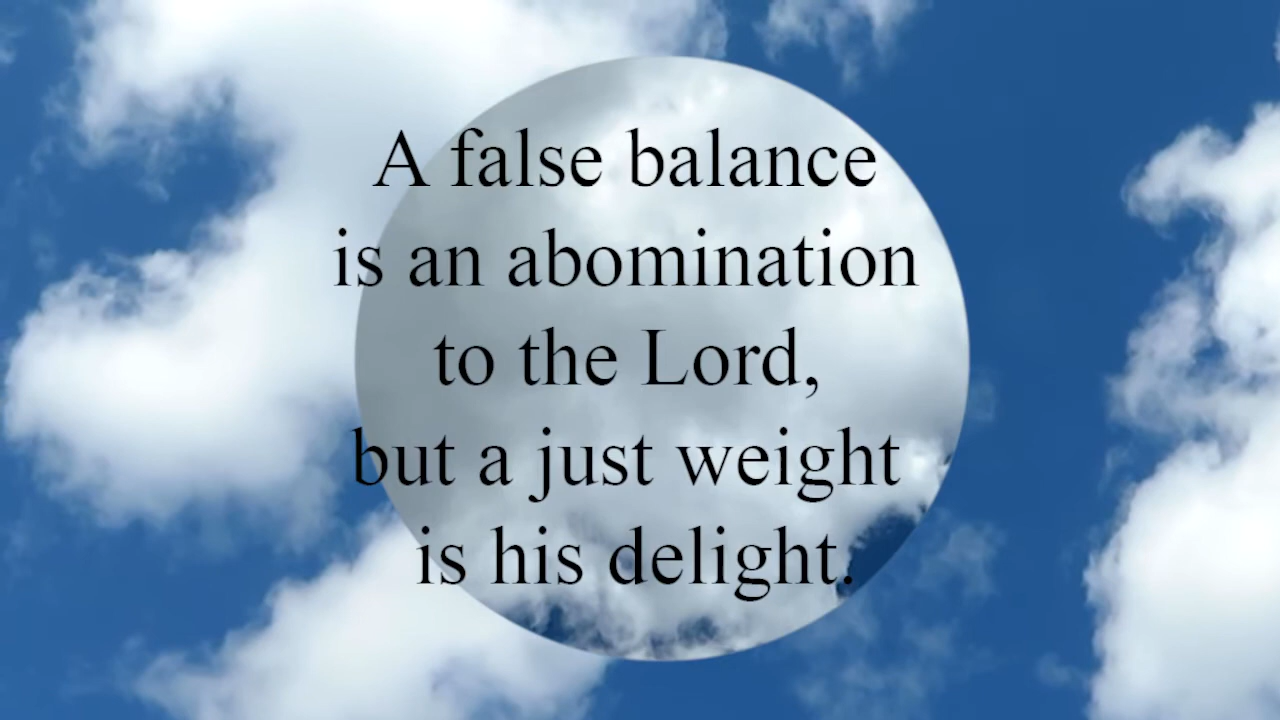 A false balance
is an abomination
to the Lord,
but a just weight
is his delight.